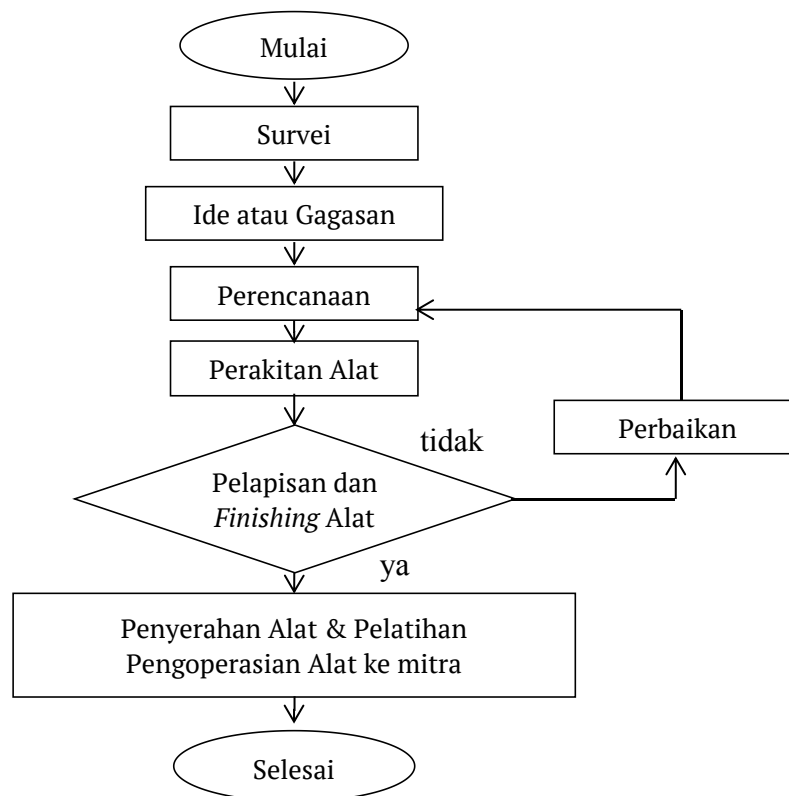 Mulai
Survei
Ide atau Gagasan
Perencanaan
Perakitan Alat
tidak
Perbaikan
Pelapisan dan
Finishing Alat
ya
Penyerahan Alat & Pelatihan
Pengoperasian Alat ke mitra
Selesai